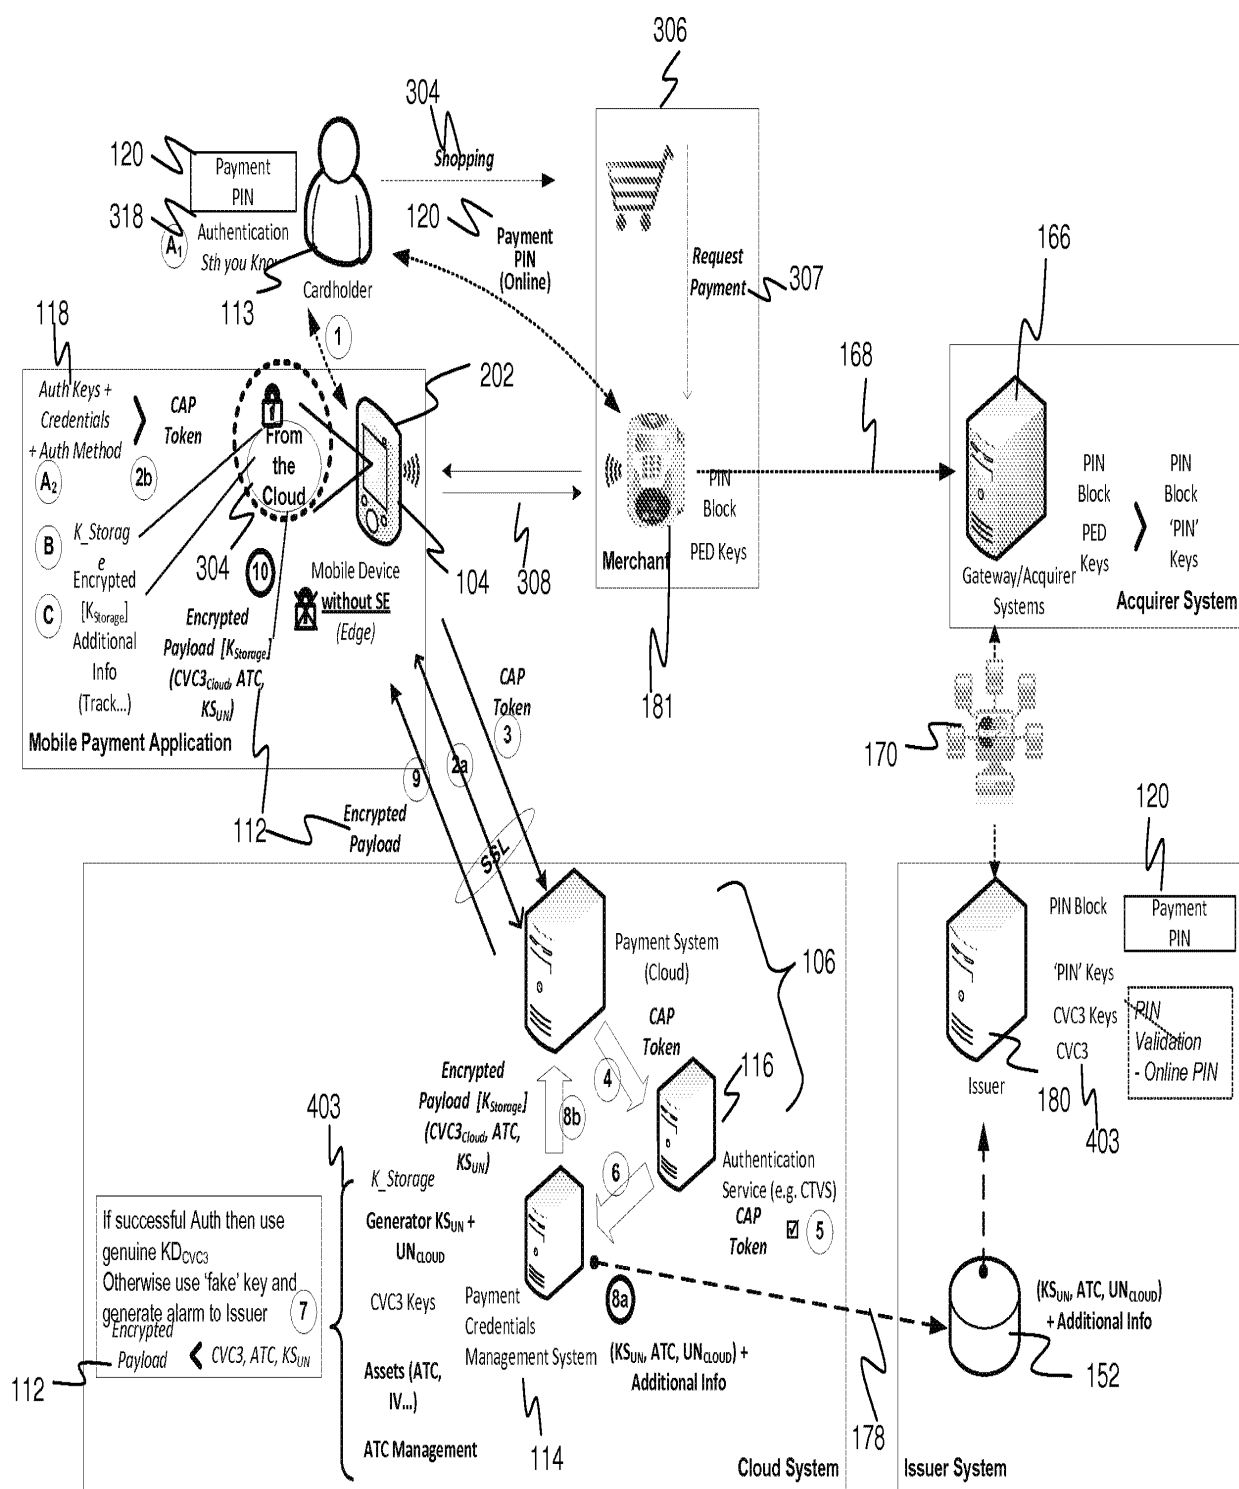 306
304
Shopping
120
Payment
PIN
318
A1
Authentication
Sth you Know
113
Cardholder
120
Payment
PIN
(Online)
Request
Payment
307
166
168
118
1
202
Auth Keys +
Credentials
+ Auth Method
CAP
Token
A2
2b
From
the
Cloud
B
K_Storag
e
Encrypted
[KStorage]
C
Additional
Info
(Track...)
304
10
Encrypted
Payload [KStorage]
(CVC3Cloud, ATC,
KSUN)
Mobile Device
without SE
(Edge)
104
308
Mobile Payment Application
PIN
Block
PED Keys
Merchant
181
PIN
Block
PED
Keys
PIN
Block
'PIN'
Keys
Gateway/Acquirer
Systems
Acquirer System
170
CAP
Token
3
2a
9
112
Encrypted
Payload
SSL
120
Payment System
(Cloud)
106
CAP
Token
4
116
Encrypted
Payload [KStorage]
(CVC3Cloud, ATC,
KSUN)
8b
6
Authentication
Service (e.g. CTVS)
CAP
Token
5
403
K_Storage
Generator KSUN +
UNCLOUD
CVC3 Keys
Assets (ATC,
IV...)
ATC Management
Payment
Credentials
Management System
8a
(KSUN, ATC, UNCLOUD) +
Additional Info
114
If successful Auth then use
genuine KDCVC3
Otherwise use 'fake' key and
generate alarm to Issuer
7
Encrypted
Payload
CVC3, ATC, KSUN
112
Cloud System
178
PIN Block
Payment
PIN
'PIN' Keys
CVC3 Keys
CVC3
PIN
Validation
- Online PIN
Issuer
180
403
(KSUN, ATC, UNCLOUD)
+ Additional Info
152
Issuer System